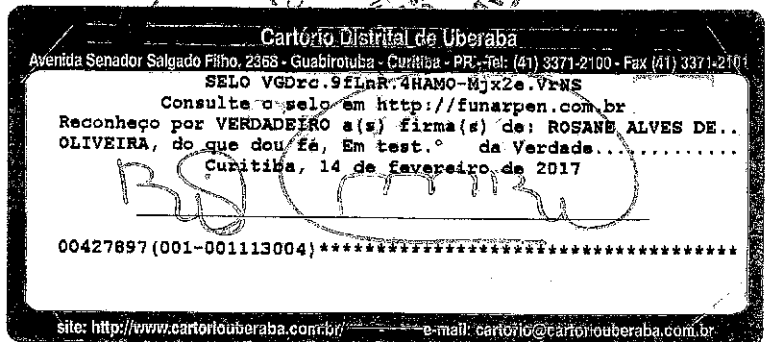 Cartório Distrital de Uberaba
Avenida Senador Salgado Filho, 2368 - Guabirotuba - Curitiba - PR - Tel: (41) 3371-2100 - Fax (41) 3371-2101
SELO VGDrc.9fLnR.4HAMO-Mjx2e.VrNS
Consulte o selo em http://funarpen.com.br
Reconheço por VERDADEIRO a(s) firma(s) de: ROSANE ALVES DE..
OLIVEIRA, do que dou fé, Em test.º da Verdade.............
Curitiba, 14 de fevereiro de 2017
00427897(001-001113004)*************************************
site: http://www.cartoriouberaba.com.br/ e-mail: cartorio@cartoriouberaba.com.br